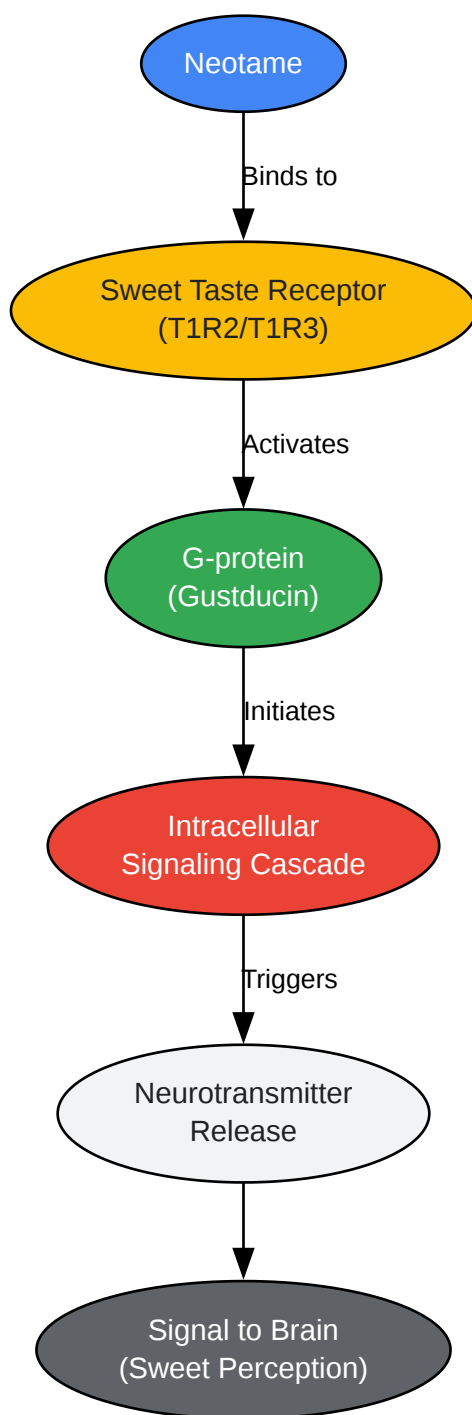 Neotame
Binds to
Sweet Taste Receptor
(T1R2/T1R3)
Activates
G-protein
(Gustducin)
Initiates
Intracellular
Signaling Cascade
Triggers
Neurotransmitter
Release
Signal to Brain
(Sweet Perception)